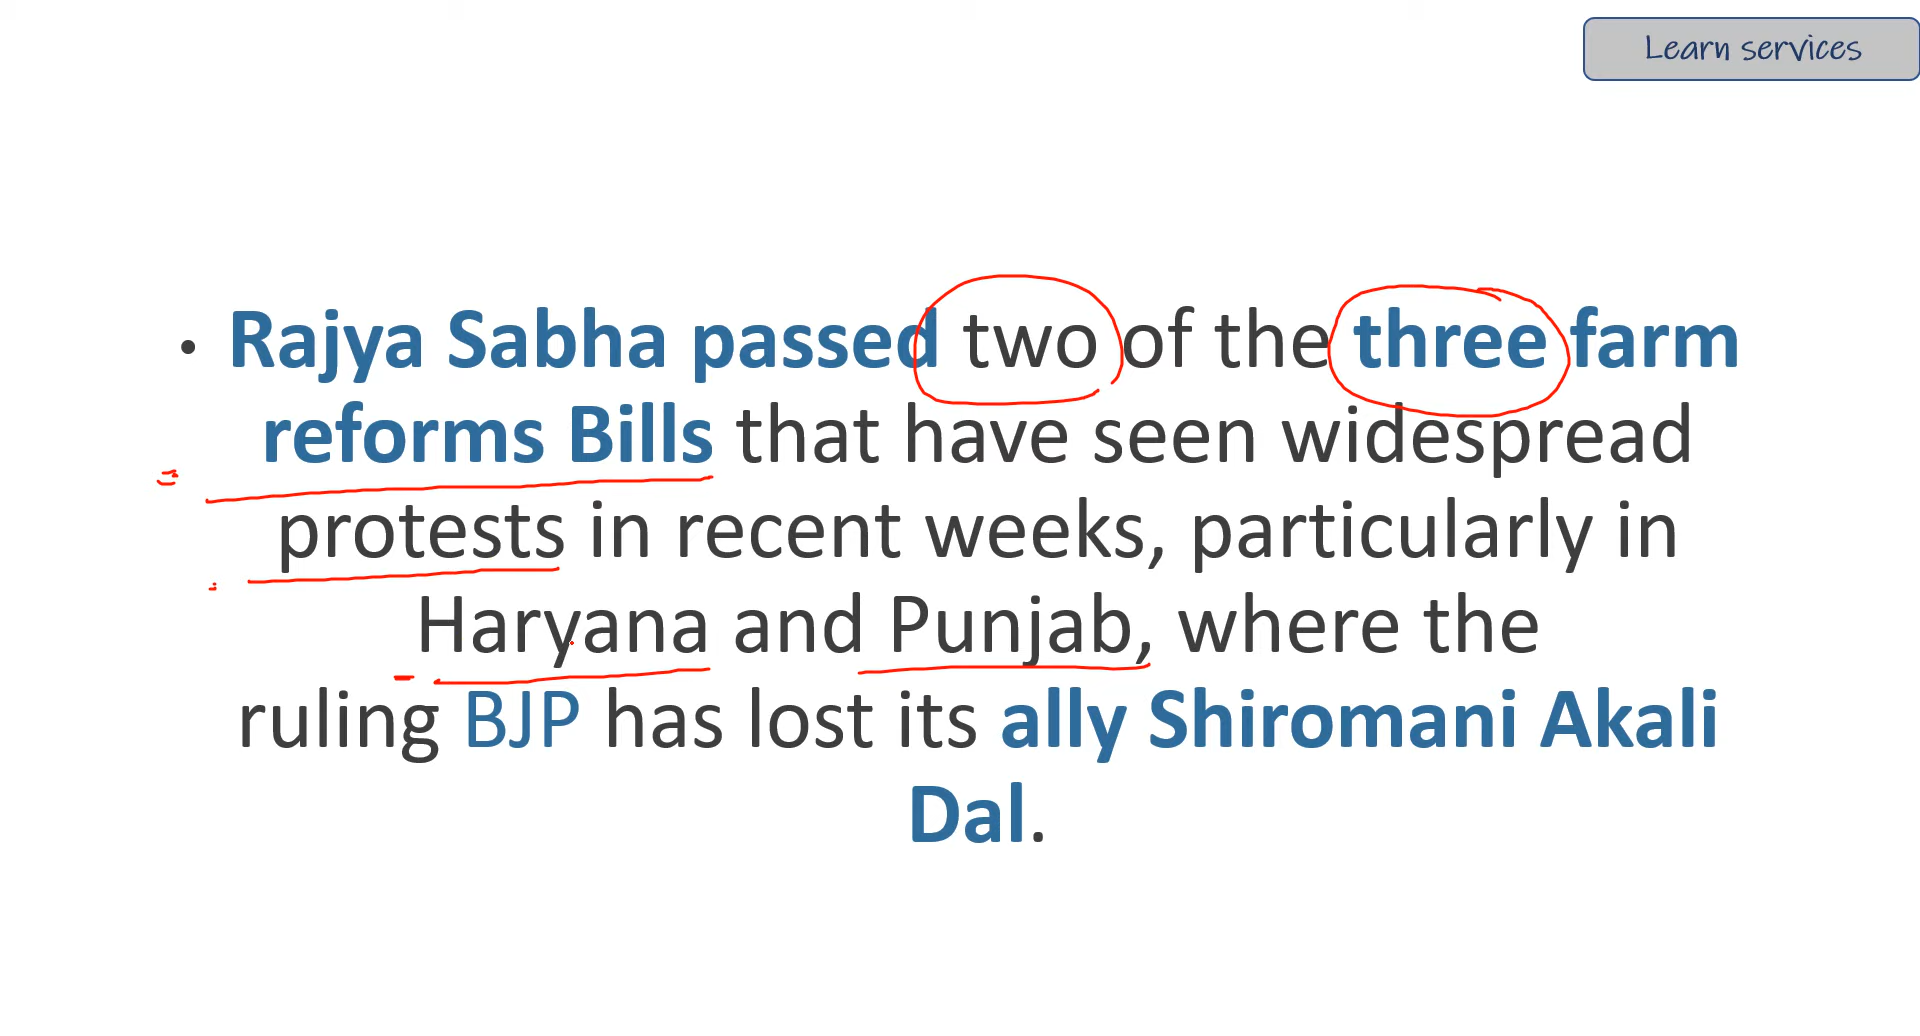 Learn services
• Rajya Sabha passed two of the three farm
reforms Bills that have seen widespread
protests in recent weeks, particularly in
Haryana and Punjab, where the
ruling BJP has lost its ally Shiromani Akali
Dal.